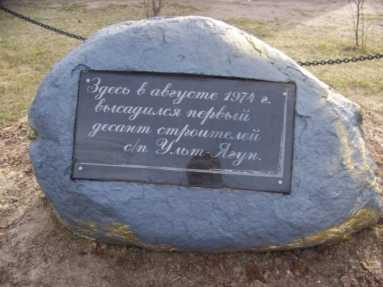 Здесь в августе 1974 г.
высадился первый
десант строителей
с/п Ульт-Ягун.